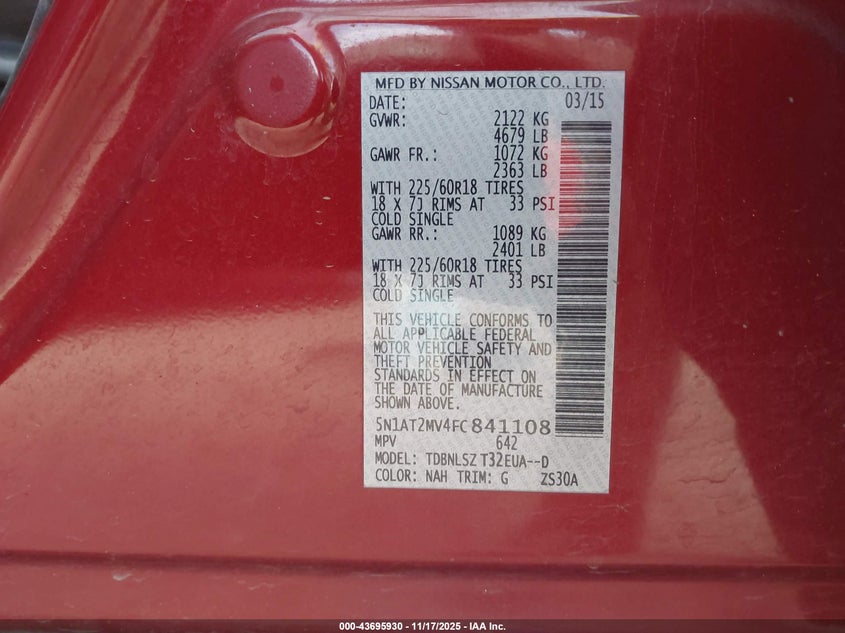 MFD BY NISSAN MOTOR CO., LTD.
DATE: 03/15
GVWR: 2122 KG
4679 LB
GAWR FR.: 1072 KG
2363 LB
WITH 225/60R18 TIRES
18 X 7J RIMS AT 33 PSI
COLD SINGLE
GAWR RR.: 1089 KG
2401 LB
WITH 225/60R18 TIRES
18 X 7J RIMS AT 33 PSI
COLD SINGLE
THIS VEHICLE CONFORMS TO
ALL APPLICABLE FEDERAL
MOTOR VEHICLE SAFETY AND
THEFT PREVENTION
STANDARDS IN EFFECT ON
THE DATE OF MANUFACTURE
SHOWN ABOVE.
5N1AT2MV4FC841108
MPV 642
MODEL: TDBNLSZ T32EUA--D
COLOR: NAH TRIM: G ZS30A
000-43695930 - 11/17/2025 - IAA Inc.